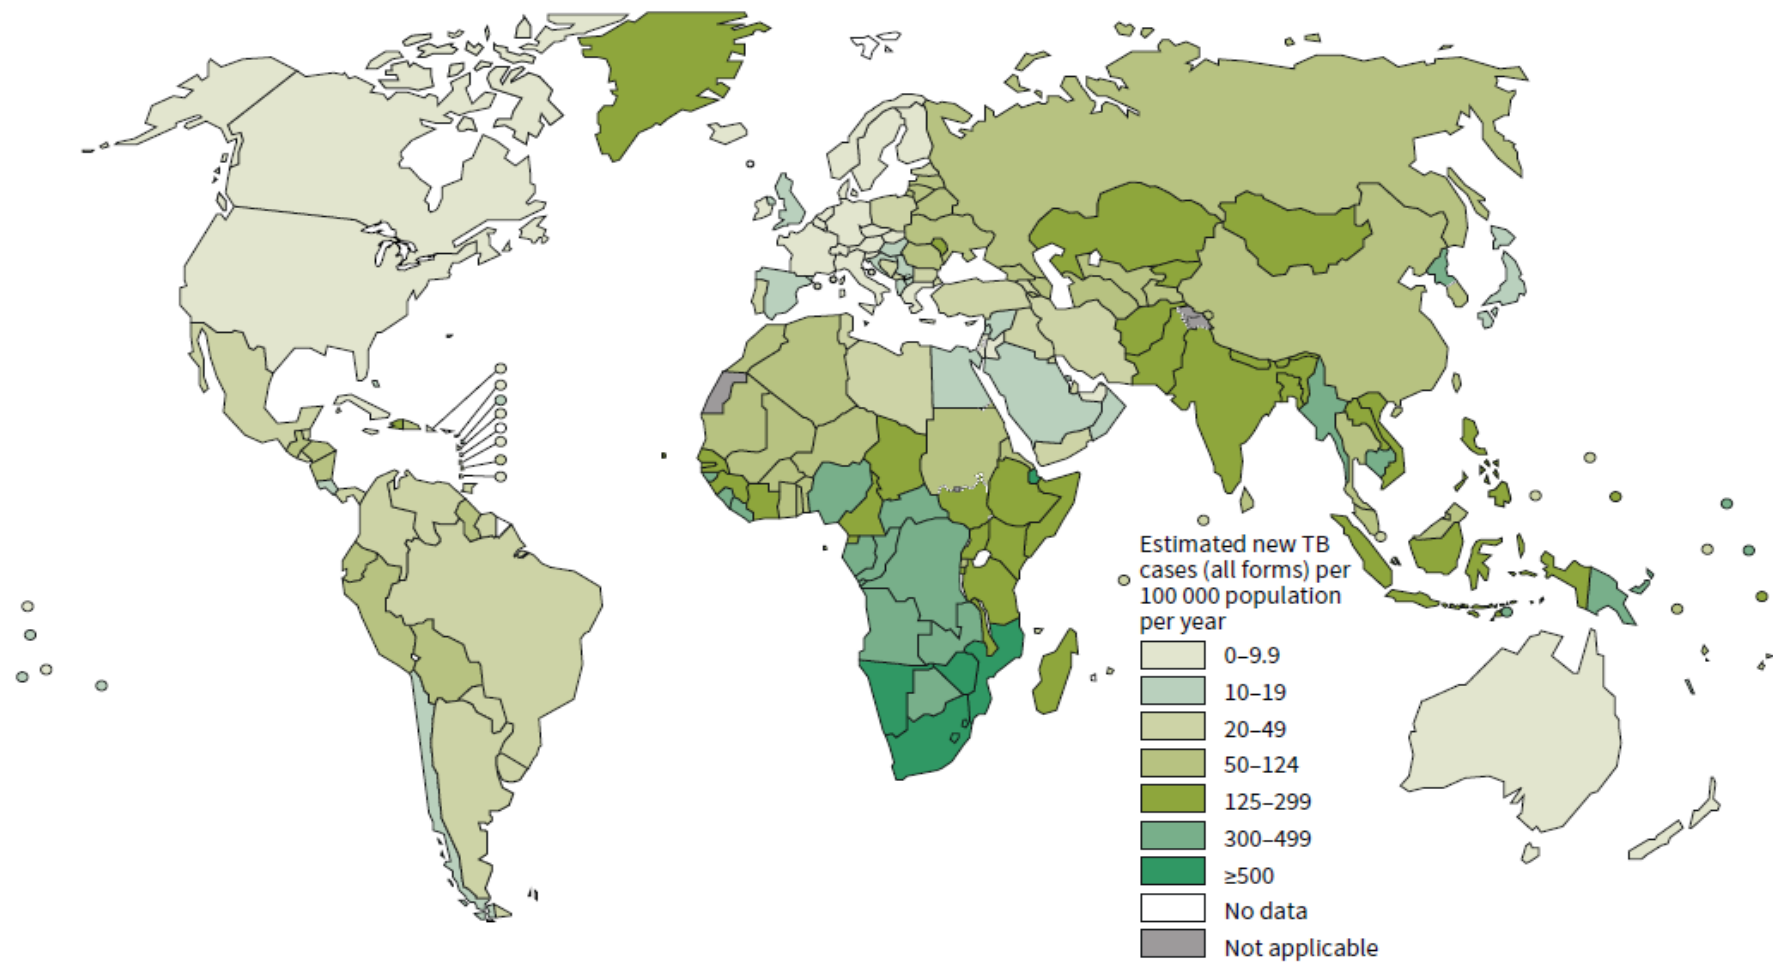 Estimated new TB
cases (all forms) per
100 000 population
per year
0–9.9
10–19
20–49
50–124
125–299
300–499
≥500
No data
Not applicable